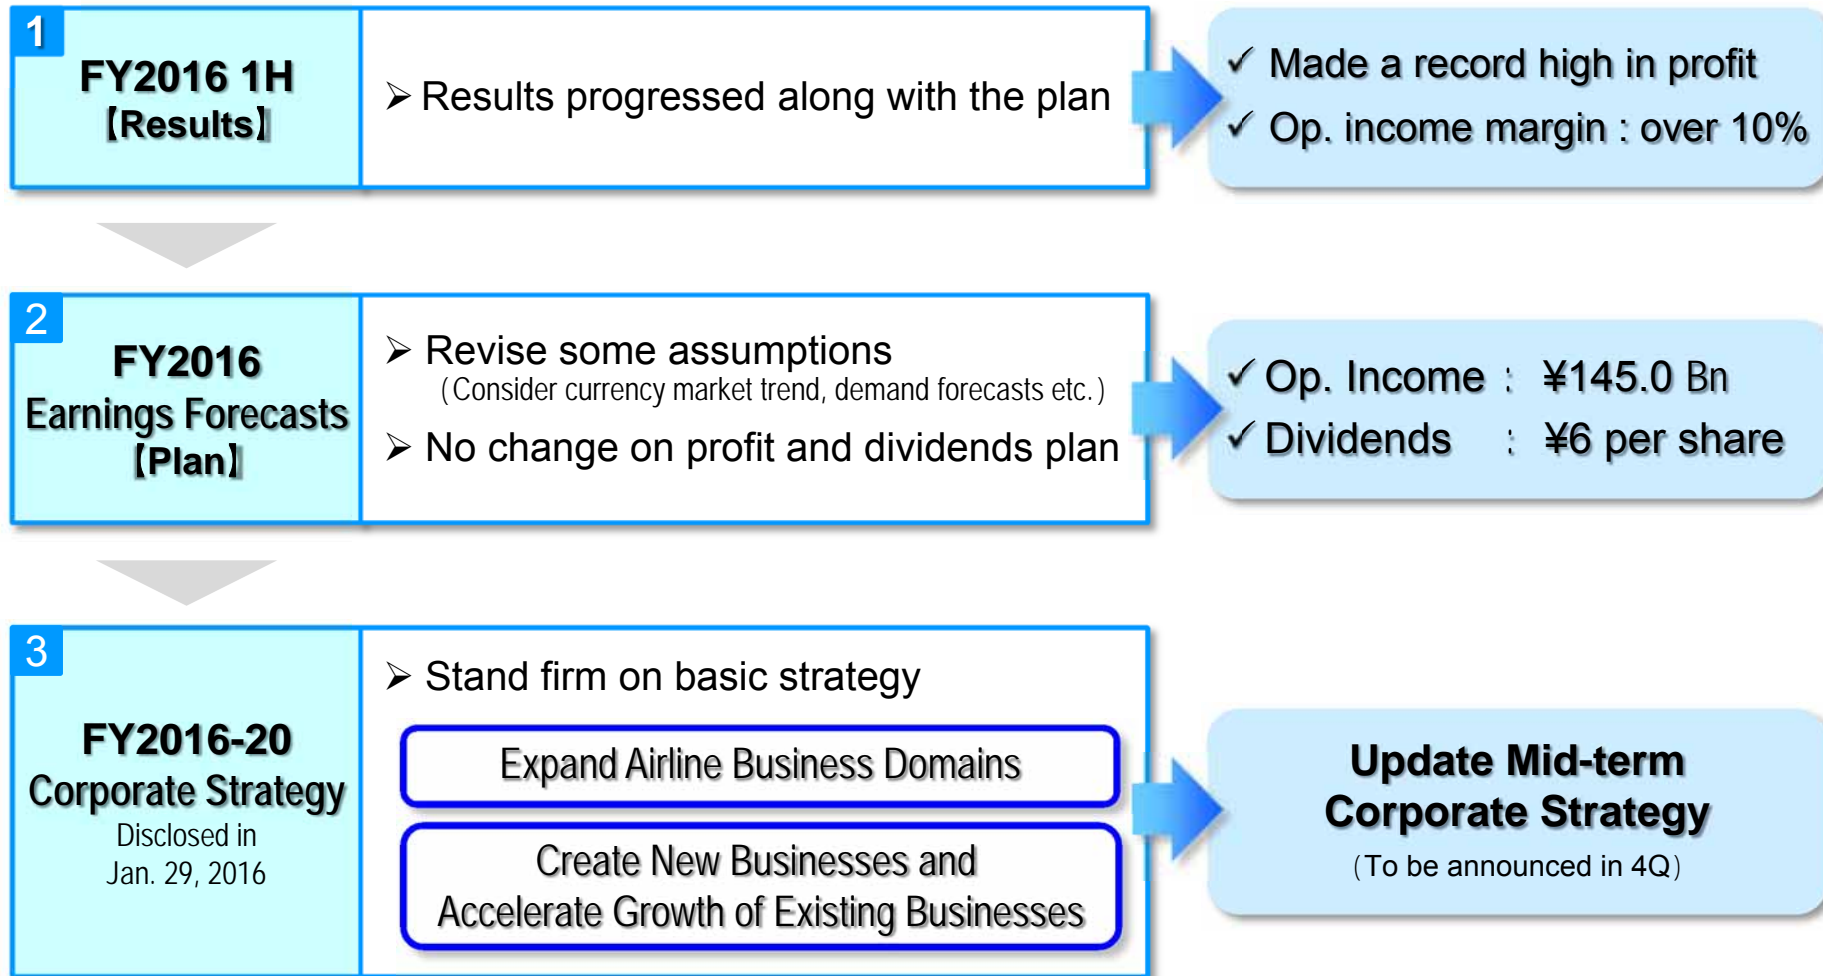 1
FY2016 1H
【Results】
➢ Results progressed along with the plan
✓ Made a record high in profit
✓ Op. income margin : over 10%
2
FY2016
Earnings Forecasts
【Plan】
➢ Revise some assumptions
(Consider currency market trend, demand forecasts etc.)
➢ No change on profit and dividends plan
✓ Op. Income : ¥145.0 Bn
✓ Dividends : ¥6 per share
3
FY2016-20
Corporate Strategy
Disclosed in
Jan. 29, 2016
➢ Stand firm on basic strategy
Expand Airline Business Domains
Create New Businesses and
Accelerate Growth of Existing Businesses
Update Mid-term
Corporate Strategy
(To be announced in 4Q)